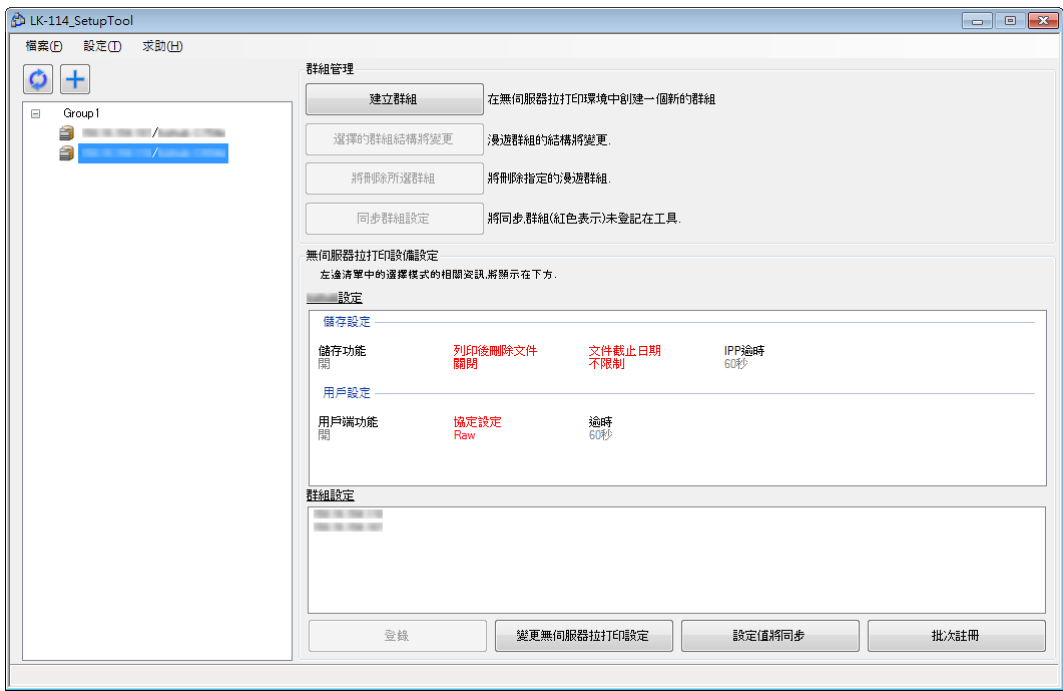 LK-114_SetupTool
檔案(F) 設定(T) 求助(H)
Group1
/
/
群組管理
建立群組 在無伺服器拉打印環境中創建一個新的群組
選擇的群組結構將變更 漫遊群組的結構將變更.
將刪除所選群組 將刪除指定的漫遊群組.
同步群組設定 將同步.群組(紅色表示)未登記在工具.
無伺服器拉打印設備設定
左邊清單中的選擇模式的相關資訊.將顯示在下方.
設定
儲存設定
儲存功能 列印後刪除文件 文件截止日期 IPP逾時
開 關閉 不限制 60秒
用戶設定
用戶端功能 協定設定 逾時
開 Raw 60秒
群組設定
登錄 變更無伺服器拉打印設定 設定值將同步 批次註冊